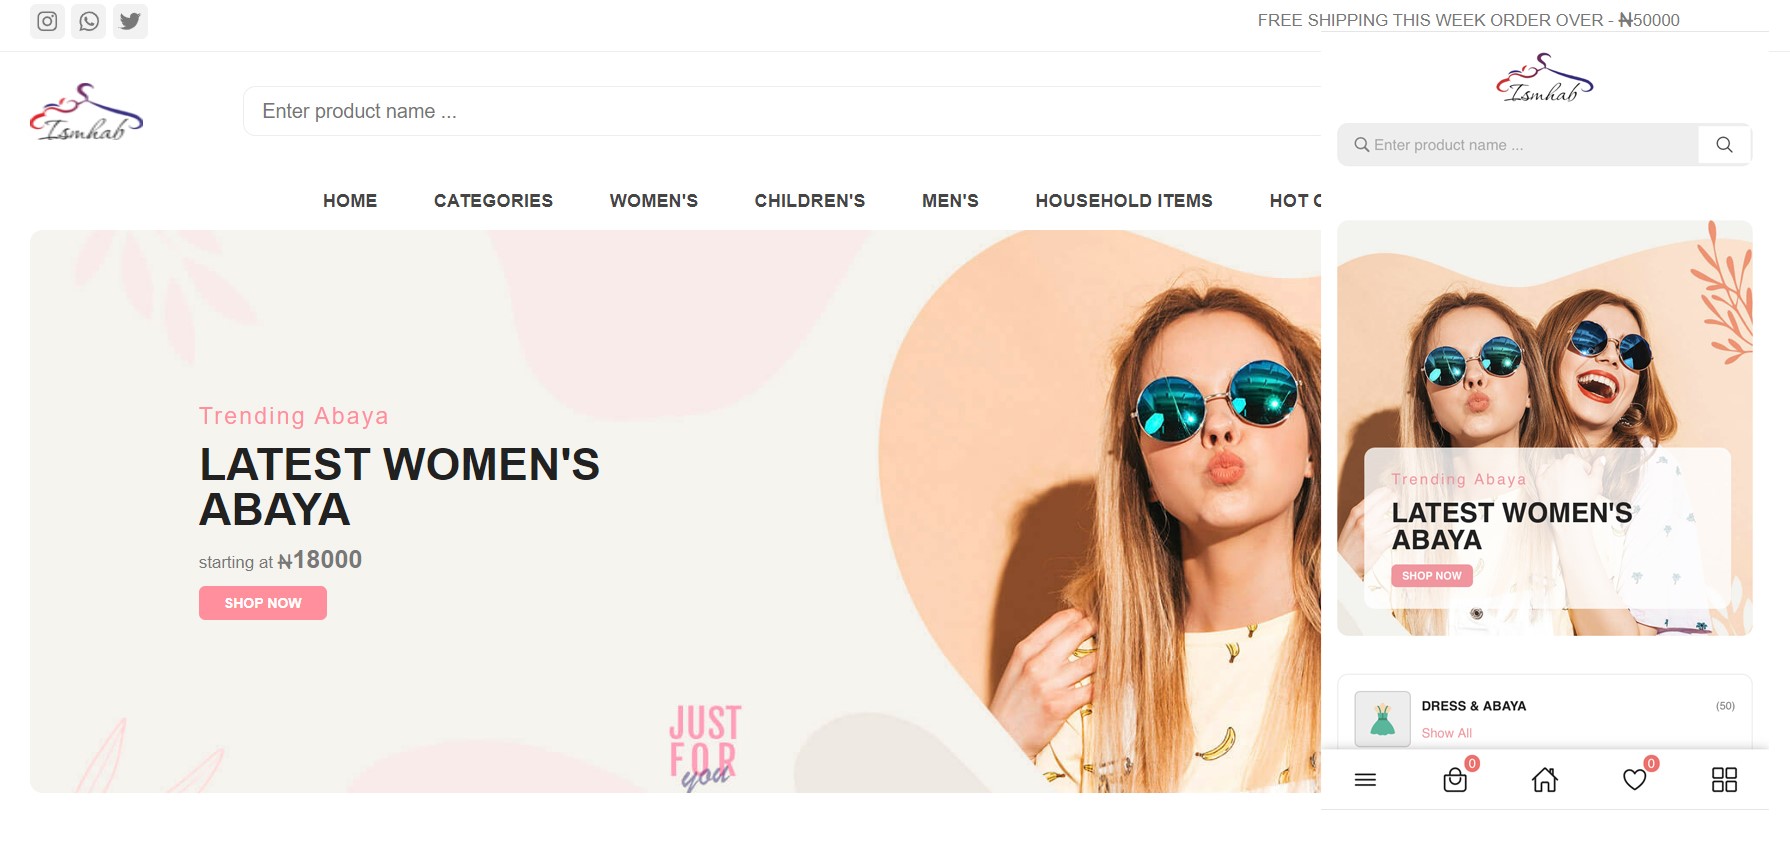 FREE SHIPPING THIS WEEK ORDER OVER - ₦50000
Ismhab
Enter product name ...
HOME CATEGORIES WOMEN'S CHILDREN'S MEN'S HOUSEHOLD ITEMS HOT
Trending Abaya
LATEST WOMEN'S
ABAYA
starting at ₦18000
SHOP NOW
JUST
FOR
you
Ismhab
Enter product name ...
Trending Abaya
LATEST WOMEN'S
ABAYA
SHOP NOW
DRESS & ABAYA (50)
Show All
0 0